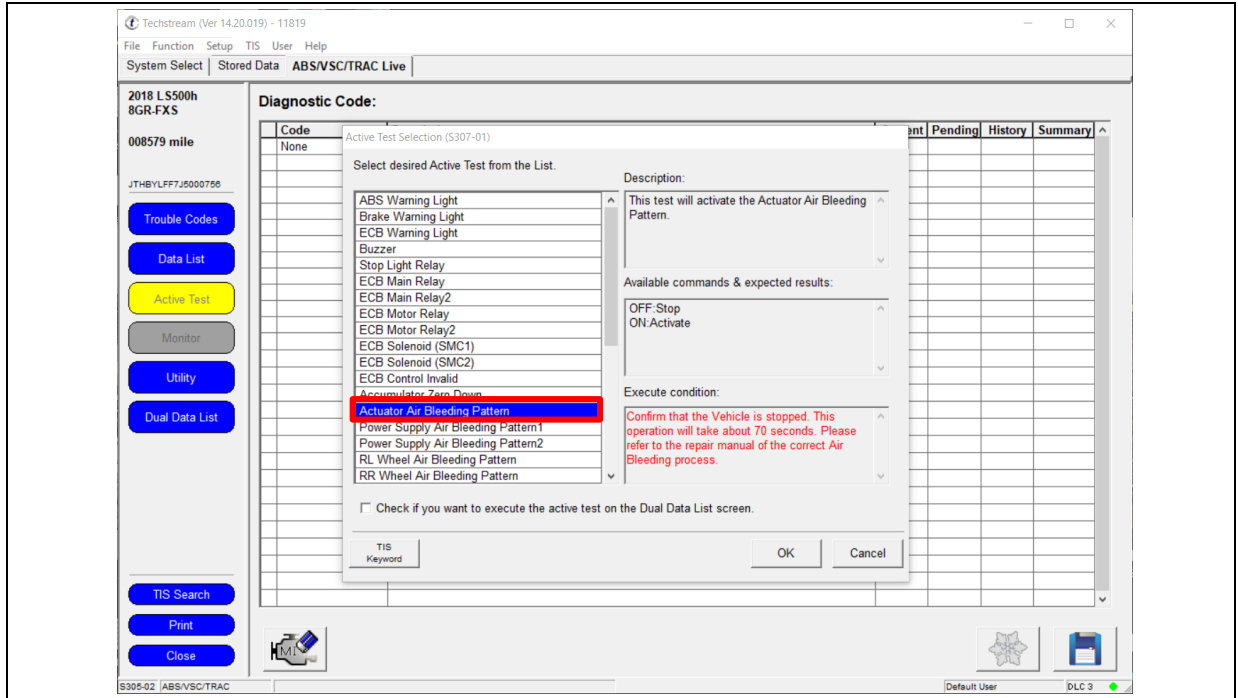 Techstream (Ver 14.20.019) - 11819
File Function Setup TIS User Help
System Select Stored Data ABS/VSC/TRAC Live
2018 LS500h
8GR-FXS
008579 mile
JTHBYLFF7J5000756
Trouble Codes
Data List
Active Test
Monitor
Utility
Dual Data List
TIS Search
Print
Close
Diagnostic Code:
Code Pending History Summary
None
Active Test Selection (S307-01)
Select desired Active Test from the List.
ABS Warning Light
Brake Warning Light
ECB Warning Light
Buzzer
Stop Light Relay
ECB Main Relay
ECB Main Relay2
ECB Motor Relay
ECB Motor Relay2
ECB Solenoid (SMC1)
ECB Solenoid (SMC2)
ECB Control Invalid
Accumulator Zero Down
Actuator Air Bleeding Pattern
Power Supply Air Bleeding Pattern1
Power Supply Air Bleeding Pattern2
RL Wheel Air Bleeding Pattern
RR Wheel Air Bleeding Pattern
Description:
This test will activate the Actuator Air Bleeding
Pattern.
Available commands & expected results:
OFF:Stop
ON:Activate
Execute condition:
Confirm that the Vehicle is stopped. This
operation will take about 70 seconds. Please
refer to the repair manual of the correct Air
Bleeding process.
Check if you want to execute the active test on the Dual Data List screen.
TIS
Keyword
OK Cancel
S305-02 ABS/VSC/TRAC Default User DLC 3